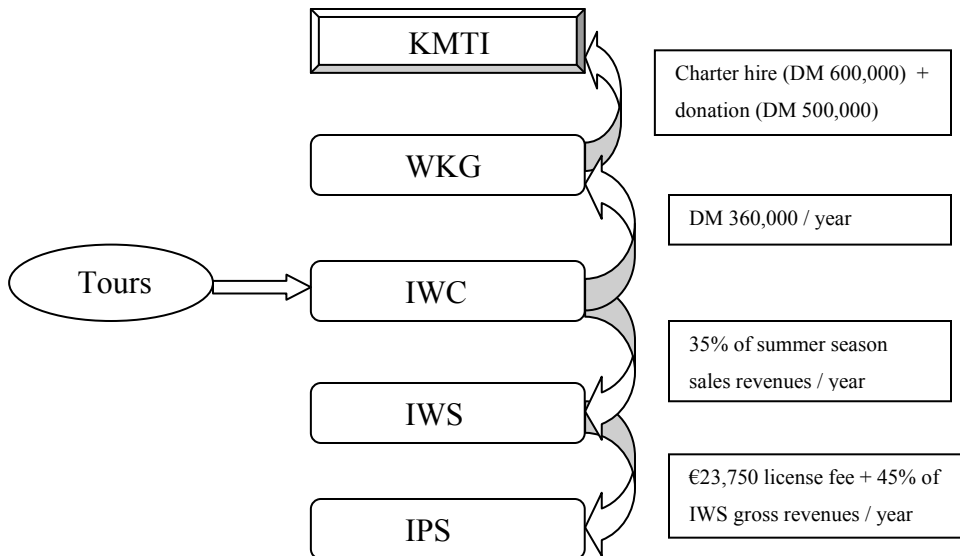 KMTI
Charter hire (DM 600,000) +
donation (DM 500,000)
WKG
DM 360,000 / year
Tours
IWC
35% of summer season
sales revenues / year
IWS
€23,750 license fee + 45% of
IWS gross revenues / year
IPS